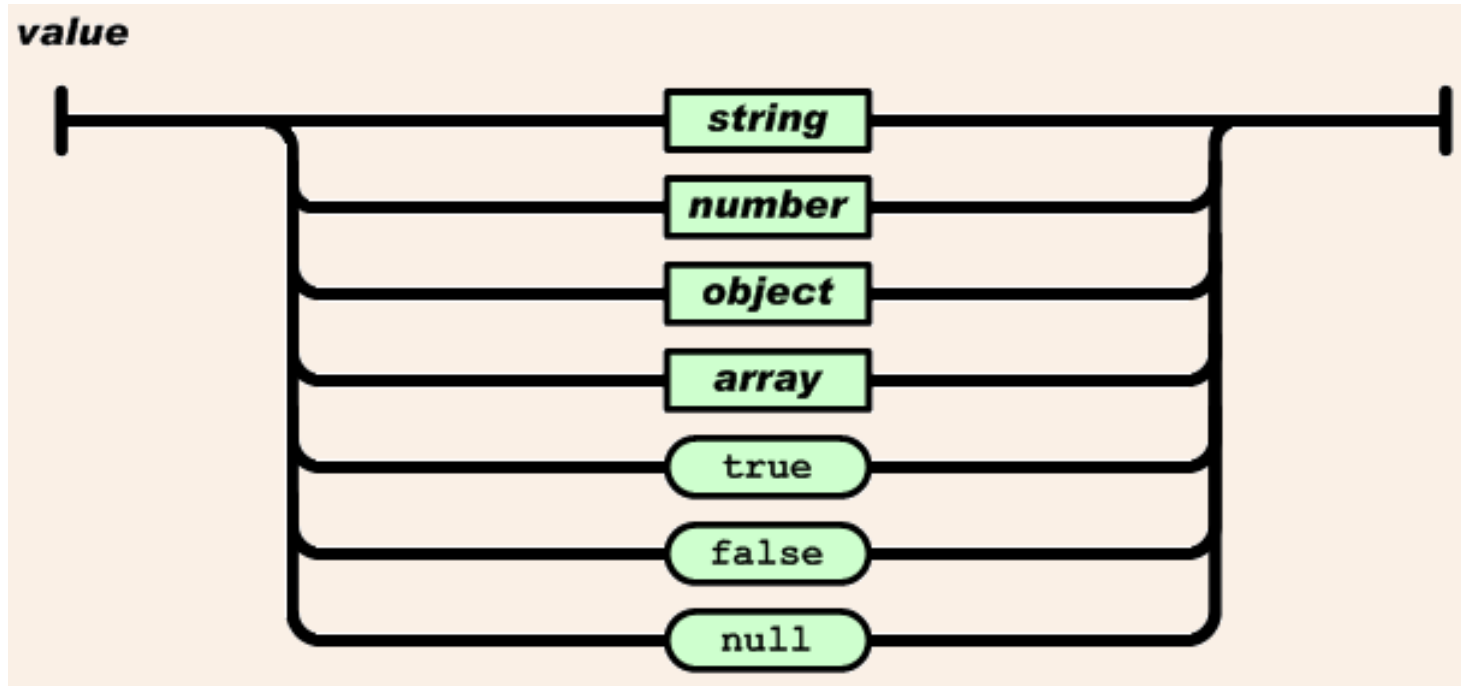 value
string
number
object
array
true
false
null